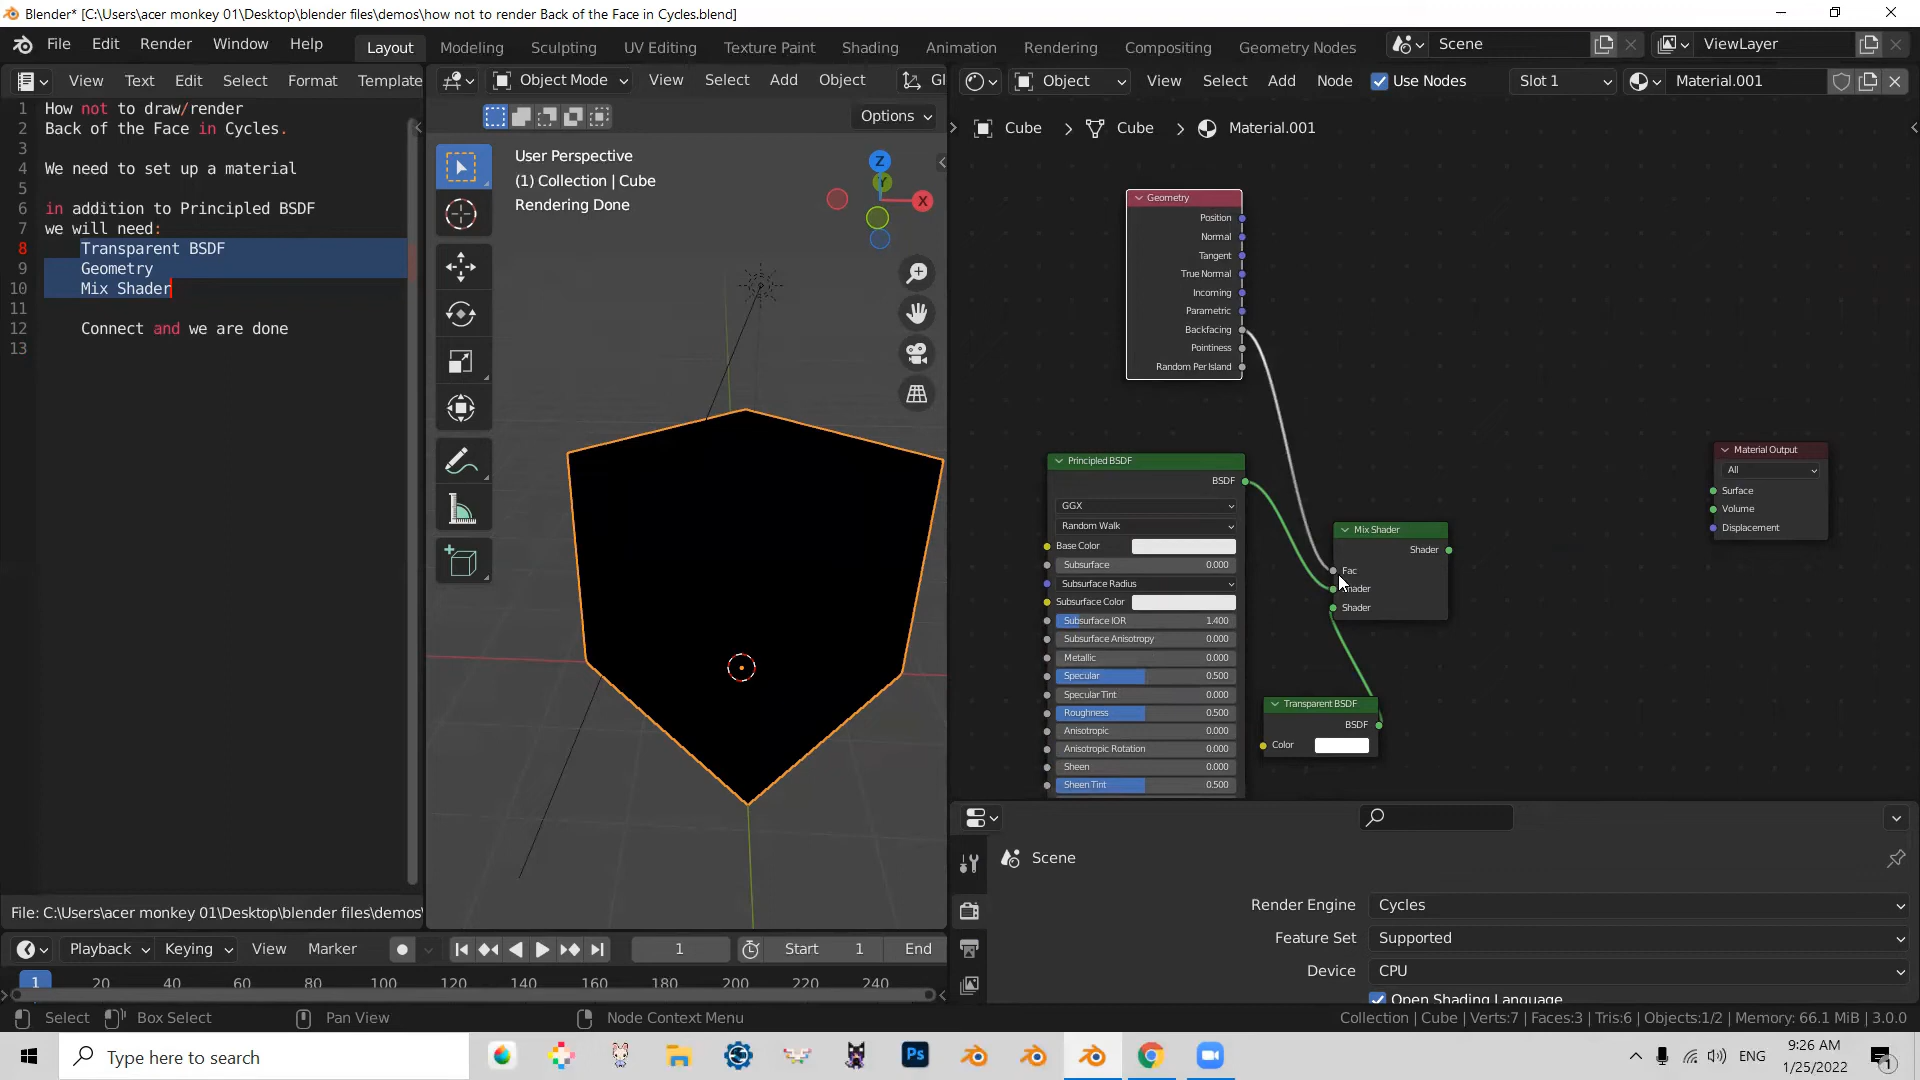 Blender* [C:\Users\acer monkey 01\Desktop\blender files\demos\how not to render Back of the Face in Cycles.blend]
File Edit Render Window Help Layout Modeling Sculpting UV Editing Texture Paint Shading Animation Rendering Compositing Geometry Nodes Scene ViewLayer
View Text Edit Select Format Template
Object Mode View Select Add Object Gl
Object View Select Add Node Use Nodes Slot 1 Material.001
Options
1 How not to draw/render
2 Back of the Face in Cycles.
3
4 We need to set up a material
5
6 in addition to Principled BSDF
7 we will need:
8 Transparent BSDF
9 Geometry
10 Mix Shader
11
12 Connect and we are done
13
File: C:\Users\acer monkey 01\Desktop\blender files\demos\
User Perspective
(1) Collection | Cube
Rendering Done
Z
Y
X
Cube > Cube > Material.001
Geometry
Position
Normal
Tangent
True Normal
Incoming
Parametric
Backfacing
Pointiness
Random Per Island
Principled BSDF
BSDF
GGX
Random Walk
Base Color
Subsurface 0.000
Subsurface Radius
Subsurface Color
Subsurface IOR 1.400
Subsurface Anisotropy 0.000
Metallic 0.000
Specular 0.500
Specular Tint 0.000
Roughness 0.500
Anisotropic 0.000
Anisotropic Rotation 0.000
Sheen 0.000
Sheen Tint 0.500
Mix Shader
Shader
Fac
Shader
Shader
Transparent BSDF
BSDF
Color
Material Output
All
Surface
Volume
Displacement
Scene
Render Engine Cycles
Feature Set Supported
Device CPU
Open Shading Language
Playback Keying View Marker 1 Start 1 End
1 20 40 60 80 100 120 140 160 180 200 220 240
Select Box Select Pan View Node Context Menu
Collection | Cube | Verts:7 | Faces:3 | Tris:6 | Objects:1/2 | Memory: 66.1 MiB | 3.0.0
Type here to search
Ps
ENG
9:26 AM
1/25/2022
1